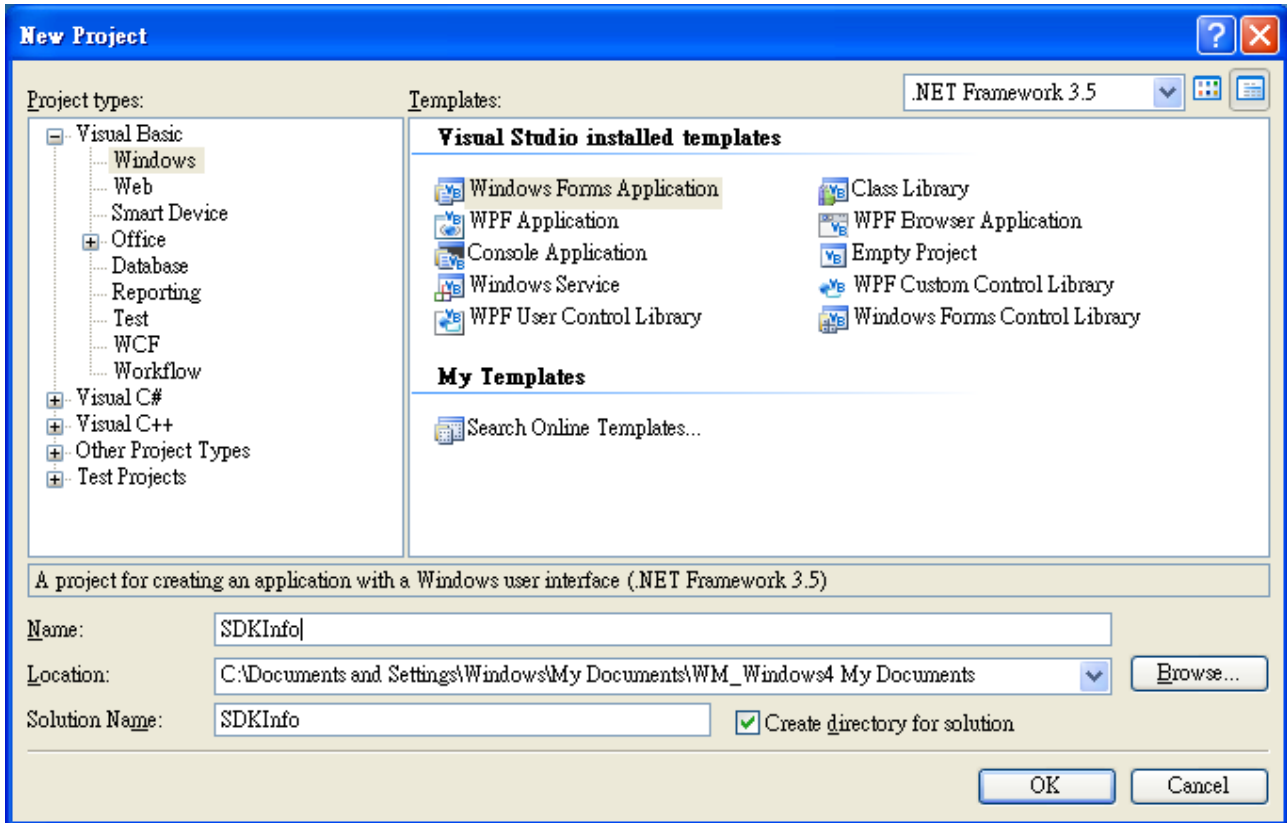 New Project
Project types:
Templates:
.NET Framework 3.5
Visual Basic
Windows
Web
Smart Device
Office
Database
Reporting
Test
WCF
Workflow
Visual C#
Visual C++
Other Project Types
Test Projects
Visual Studio installed templates
Windows Forms Application
Class Library
WPF Application
WPF Browser Application
Console Application
Empty Project
Windows Service
WPF Custom Control Library
WPF User Control Library
Windows Forms Control Library
My Templates
Search Online Templates...
A project for creating an application with a Windows user interface (.NET Framework 3.5)
Name:
SDKInfo
Location:
C:\Documents and Settings\Windows\My Documents\WM_Windows4 My Documents
Browse...
Solution Name:
SDKInfo
Create directory for solution
OK
Cancel